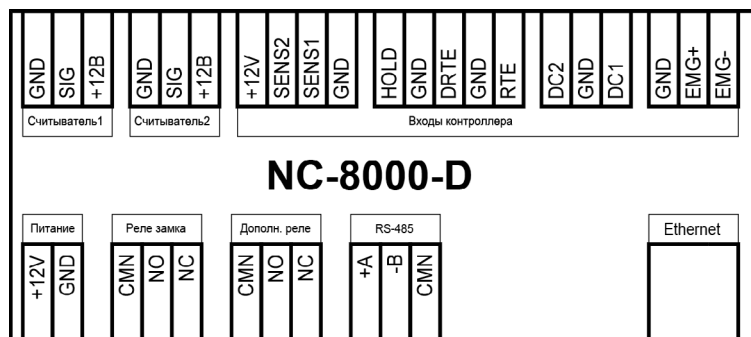 GND SIG +12В GND SIG +12В +12V SENS2 SENS1 GND HOLD GND DRTE GND RTE DC2 GND DC1 GND EMG+ EMG-
Считыватель1 Считыватель2 Входы контроллера
NC-8000-D
Питание Реле замка Дополн. реле RS-485 Ethernet
+12V GND CMN NO NC CMN NO NC +A -B CMN